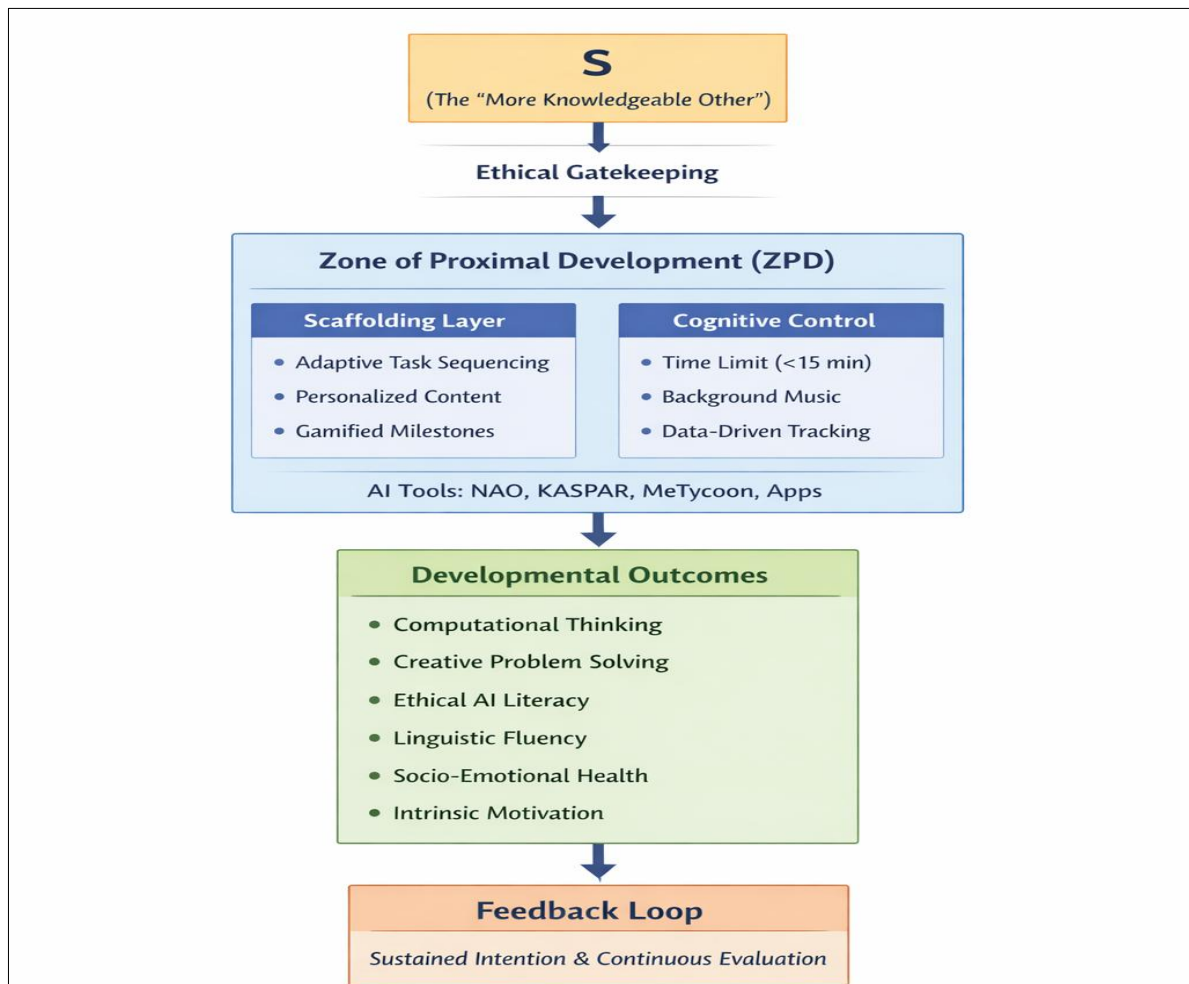 S
(The “More Knowledgeable Other”)
Ethical Gatekeeping
Zone of Proximal Development (ZPD)
Scaffolding Layer
• Adaptive Task Sequencing
• Personalized Content
• Gamified Milestones
Cognitive Control
• Time Limit (<15 min)
• Background Music
• Data-Driven Tracking
AI Tools: NAO, KASPAR, MeTycoon, Apps
Developmental Outcomes
• Computational Thinking
• Creative Problem Solving
• Ethical AI Literacy
• Linguistic Fluency
• Socio-Emotional Health
• Intrinsic Motivation
Feedback Loop
Sustained Intention & Continuous Evaluation